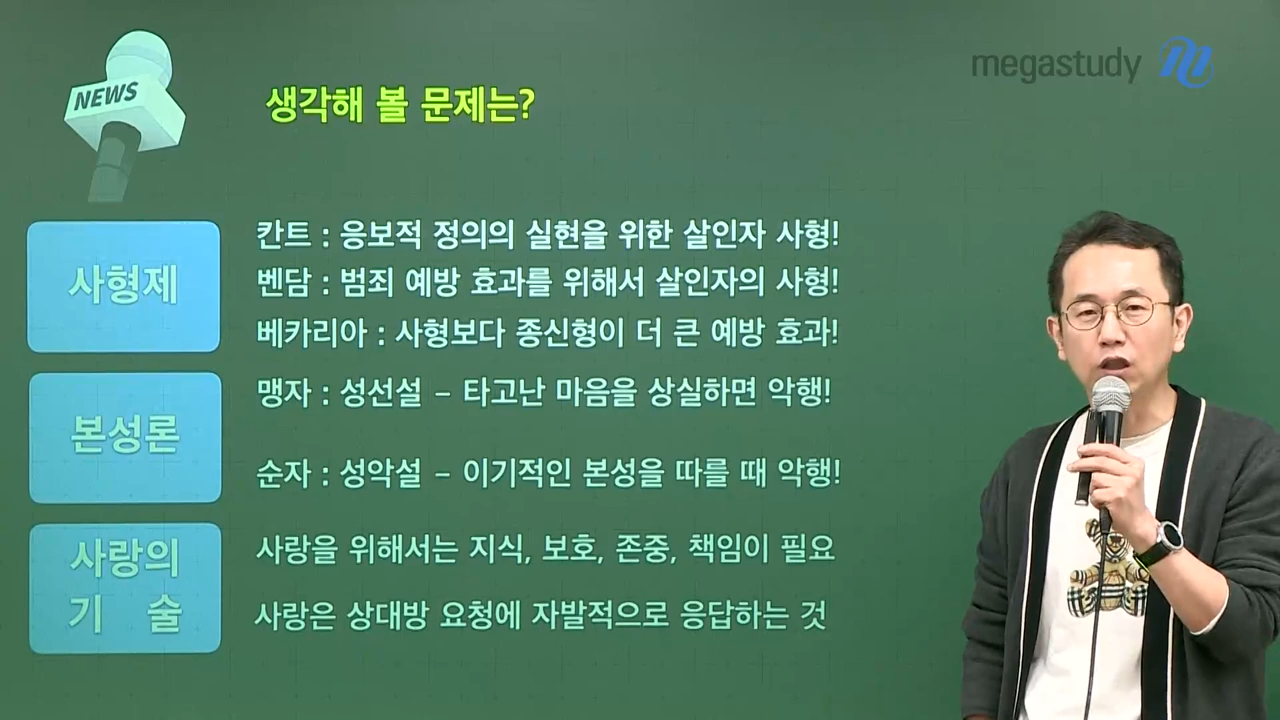 NEWS
megastudy
생각해 볼 문제는?
사형제
칸트 : 응보적 정의의 실현을 위한 살인자 사형!
벤담 : 범죄 예방 효과를 위해서 살인자의 사형!
베카리아 : 사형보다 종신형이 더 큰 예방 효과!
본성론
맹자 : 성선설 – 타고난 마음을 상실하면 악행!
순자 : 성악설 – 이기적인 본성을 따를 때 악행!
사랑의
기 술
사랑을 위해서는 지식, 보호, 존중, 책임이 필요
사랑은 상대방 요청에 자발적으로 응답하는 것